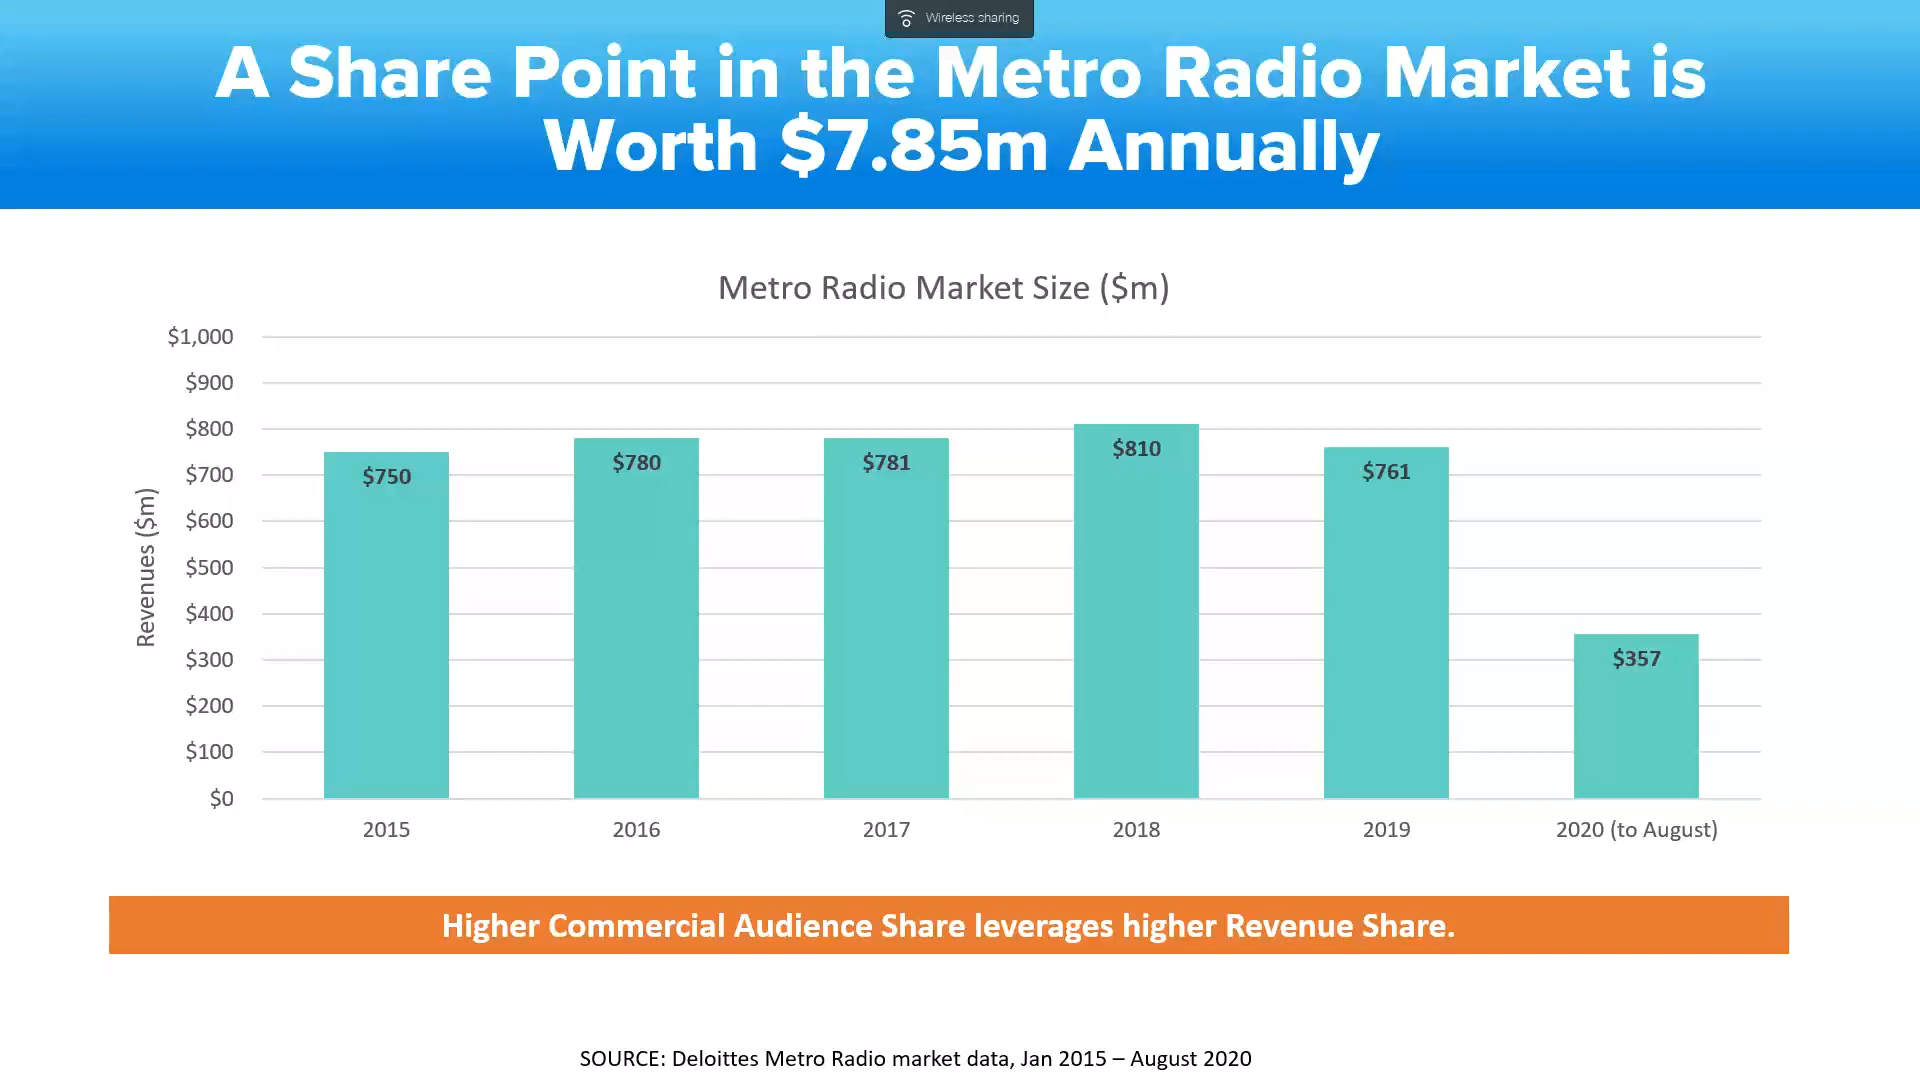 Wireless sharing
A Share Point in the Metro Radio Market is
Worth $7.85m Annually
Metro Radio Market Size ($m)
Revenues ($m)
$1,000
$900
$800
$700
$600
$500
$400
$300
$200
$100
$0
$750
$780
$781
$810
$761
$357
2015
2016
2017
2018
2019
2020 (to August)
Higher Commercial Audience Share leverages higher Revenue Share.
SOURCE: Deloittes Metro Radio market data, Jan 2015 – August 2020